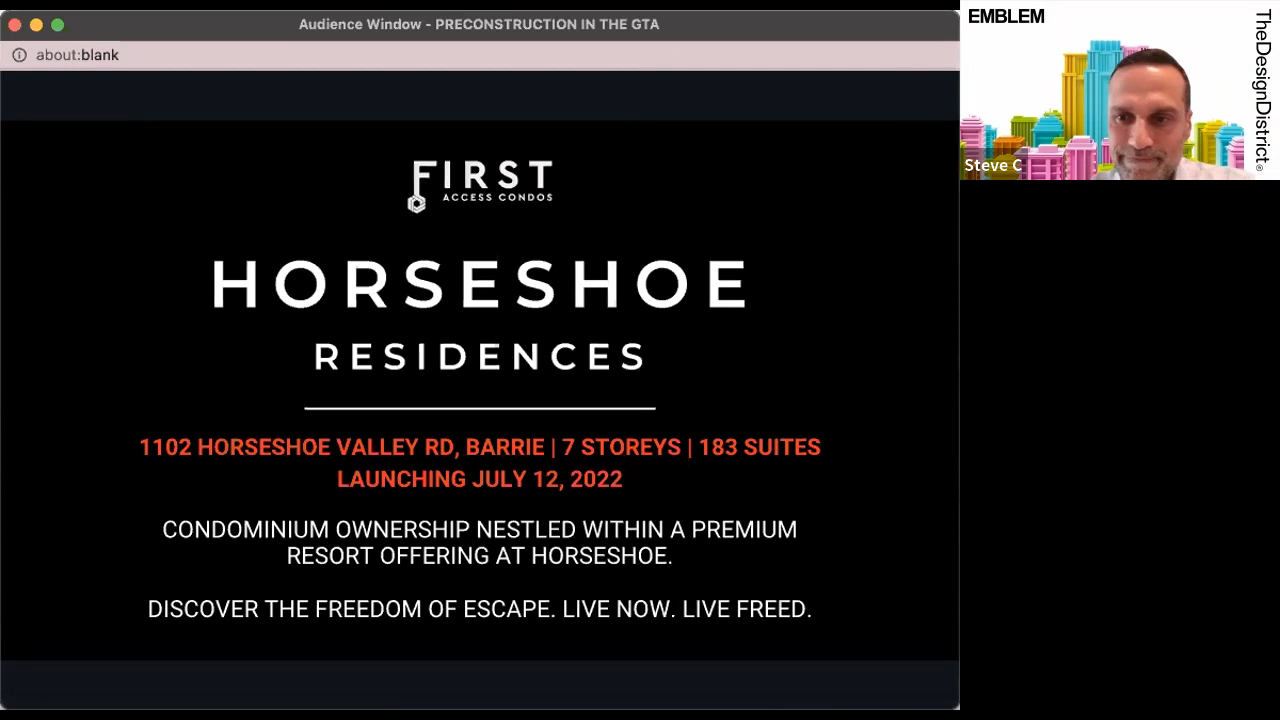 Audience Window - PRECONSTRUCTION IN THE GTA
about:blank
FIRST
ACCESS CONDOS
HORSESHOE
RESIDENCES
1102 HORSESHOE VALLEY RD, BARRIE | 7 STOREYS | 183 SUITES
LAUNCHING JULY 12, 2022
CONDOMINIUM OWNERSHIP NESTLED WITHIN A PREMIUM
RESORT OFFERING AT HORSESHOE.
DISCOVER THE FREEDOM OF ESCAPE. LIVE NOW. LIVE FREED.
EMBLEM
TheDesignDistrict®
Steve C